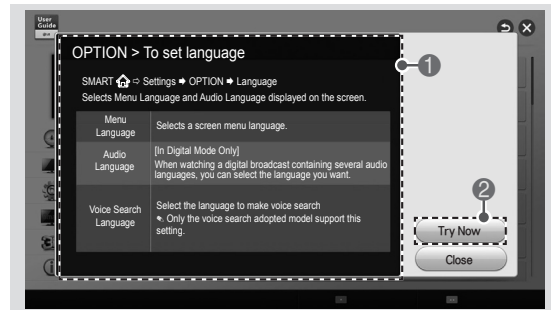 User
Guide
OPTION > To set language
SMART ⇨ Settings ➡ OPTION ➡ Language
Selects Menu Language and Audio Language displayed on the screen.
Menu
Language
Selects a screen menu language.
Audio
Language
[In Digital Mode Only]
When watching a digital broadcast containing several audio
languages, you can select the language you want.
Voice Search
Language
Select the language to make voice search
Only the voice search adopted model support this
setting.
1
2
Try Now
Close